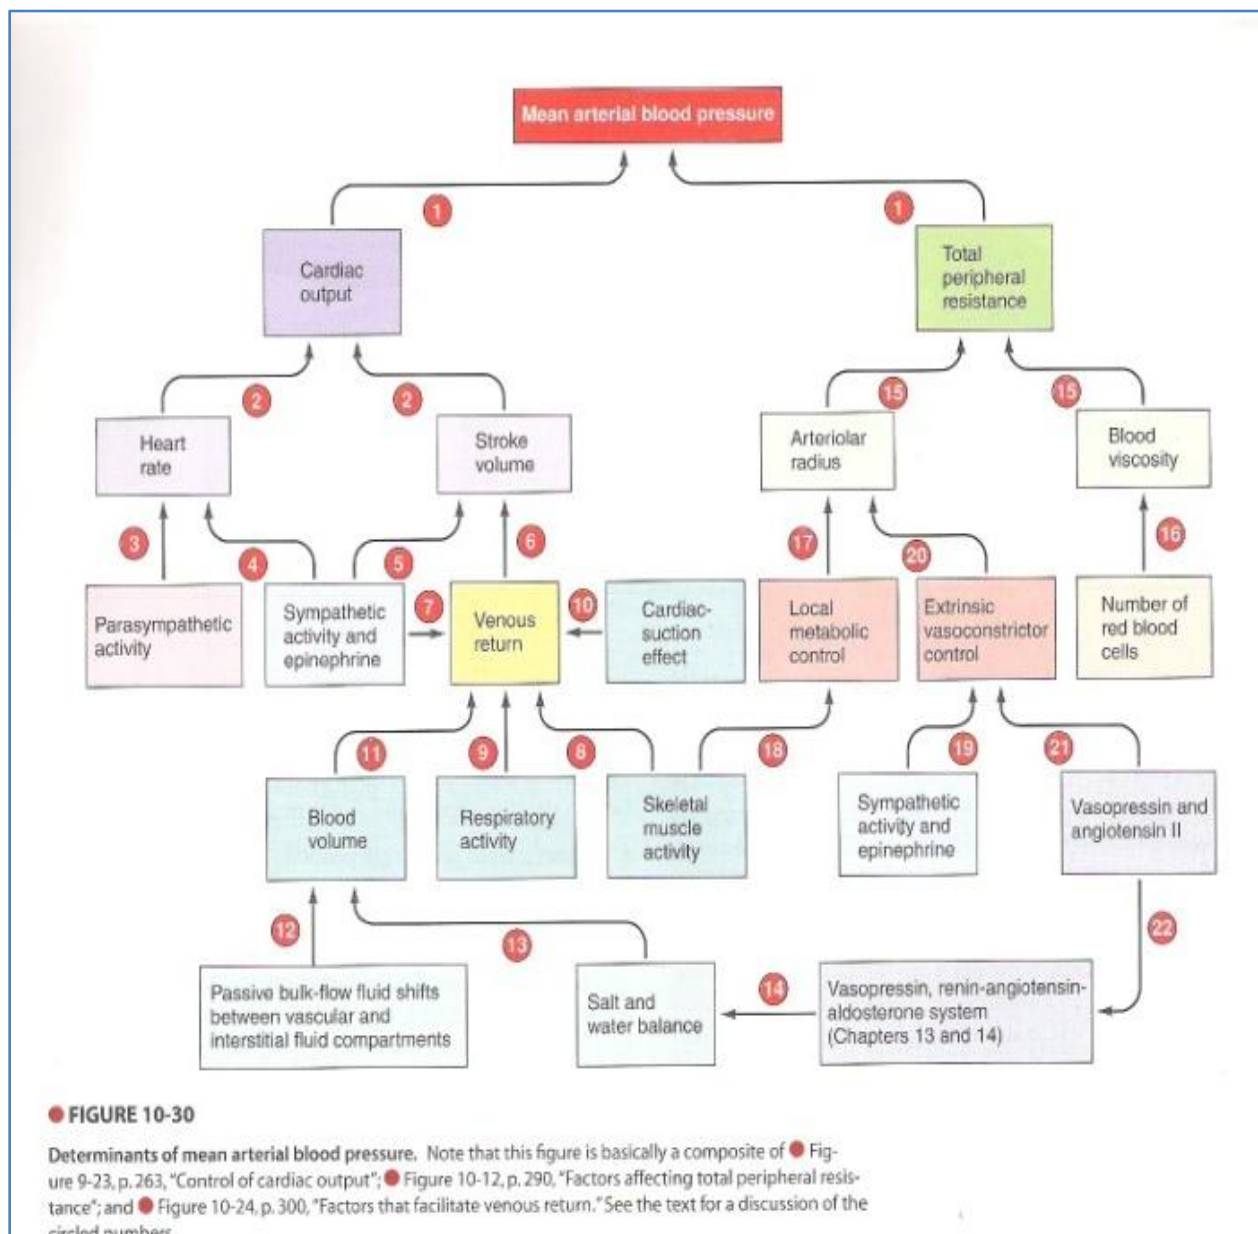 Mean arterial blood pressure
1
1
Cardiac
output
Total
peripheral
resistance
2
2
15
15
Heart
rate
Stroke
volume
Arteriolar
radius
Blood
viscosity
3
4
5
6
17
20
16
Parasympathetic
activity
Sympathetic
activity and
epinephrine
7
Venous
return
10
Cardiac-
suction
effect
Local
metabolic
control
Extrinsic
vasoconstrictor
control
Number of
red blood
cells
11
9
8
18
19
21
Blood
volume
Respiratory
activity
Skeletal
muscle
activity
Sympathetic
activity and
epinephrine
Vasopressin and
angiotensin II
12
13
14
22
Passive bulk-flow fluid shifts
between vascular and
interstitial fluid compartments
Salt and
water balance
Vasopressin, renin-angiotensin-
aldosterone system
(Chapters 13 and 14)
FIGURE 10-30
Determinants of mean arterial blood pressure. Note that this figure is basically a composite of Fig-
ure 9-23, p. 263, "Control of cardiac output"; Figure 10-12, p. 290, "Factors affecting total peripheral resis-
tance"; and Figure 10-24, p. 300, "Factors that facilitate venous return." See the text for a discussion of the
circled numbers